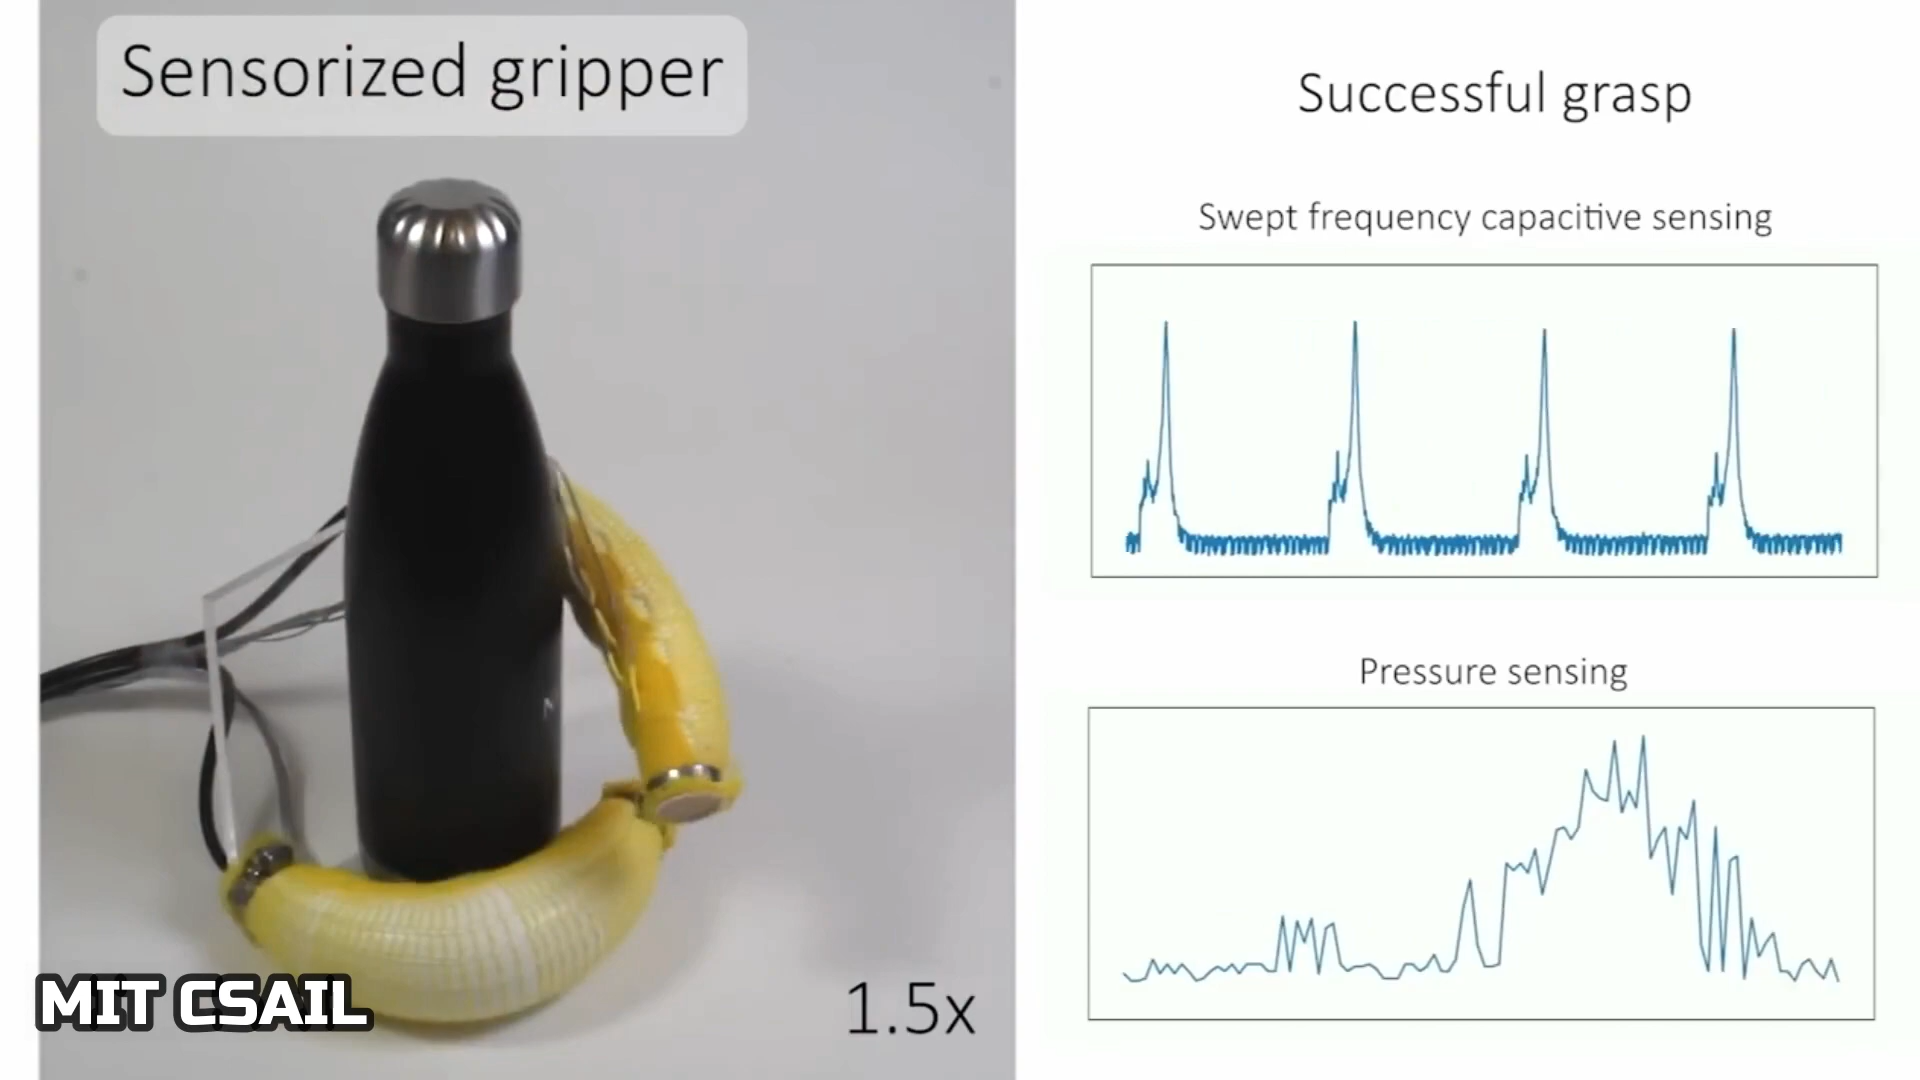 Sensorized gripper
Successful grasp
Swept frequency capacitive sensing
Pressure sensing
1.5x
MIT CSAIL